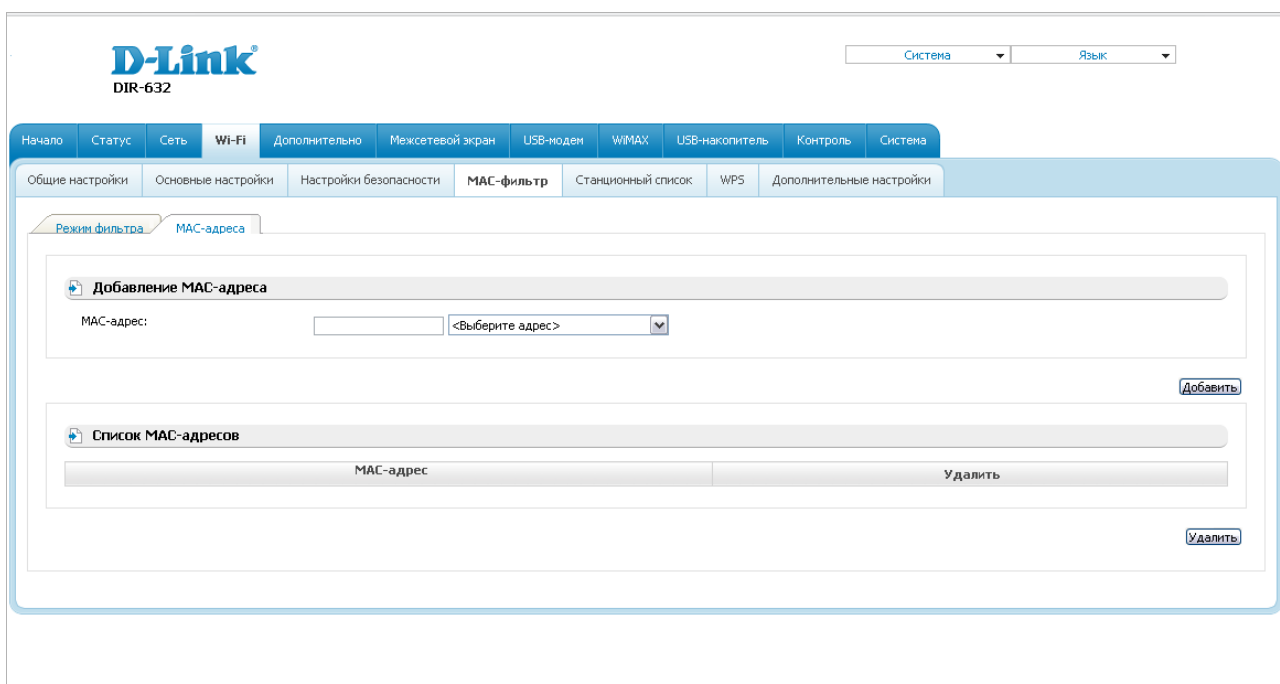 D-Link®
DIR-632
Система Язык
Начало Статус Сеть Wi-Fi Дополнительно Межсетевой экран USB-модем WiMAX USB-накопитель Контроль Система
Общие настройки Основные настройки Настройки безопасности MAC-фильтр Станционный список WPS Дополнительные настройки
Режим фильтра MAC-адреса
Добавление MAC-адреса
MAC-адрес: <Выберите адрес>
Добавить
Список MAC-адресов
MAC-адрес Удалить
Удалить